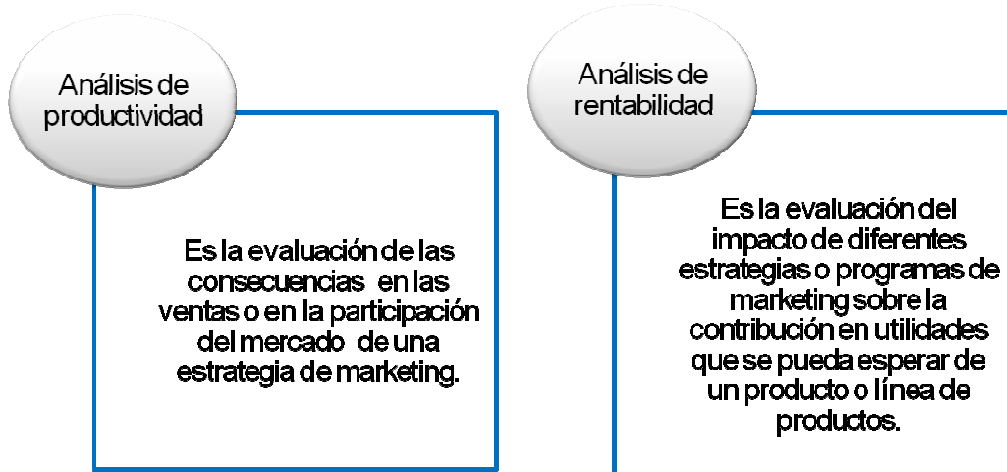 Análisis de
productividad
Es la evaluación de las
consecuencias en las
ventas o en la participación
del mercado de una
estrategia de marketing.
Análisis de
rentabilidad
Es la evaluación del
impacto de diferentes
estrategias o programas de
marketing sobre la
contribución en utilidades
que se pueda esperar de
un producto o línea de
productos.